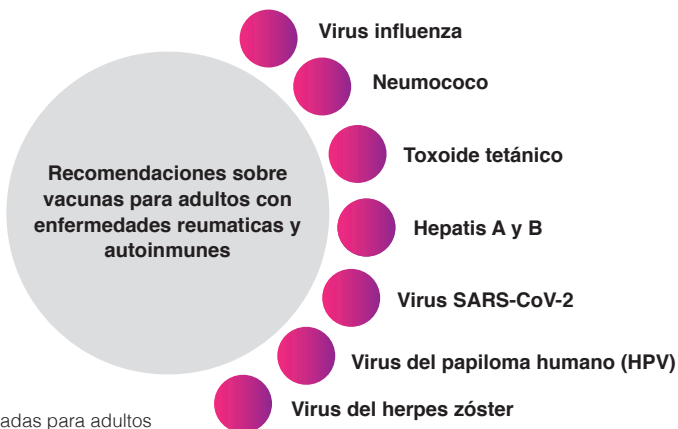 Virus influenza
Neumococo
Toxoide tetánico
Recomendaciones sobre
vacunas para adultos con
enfermedades reumaticas y
autoinmunes
Hepatis A y B
Virus SARS-CoV-2
Virus del papiloma humano (HPV)
Virus del herpes zóster
para adultos